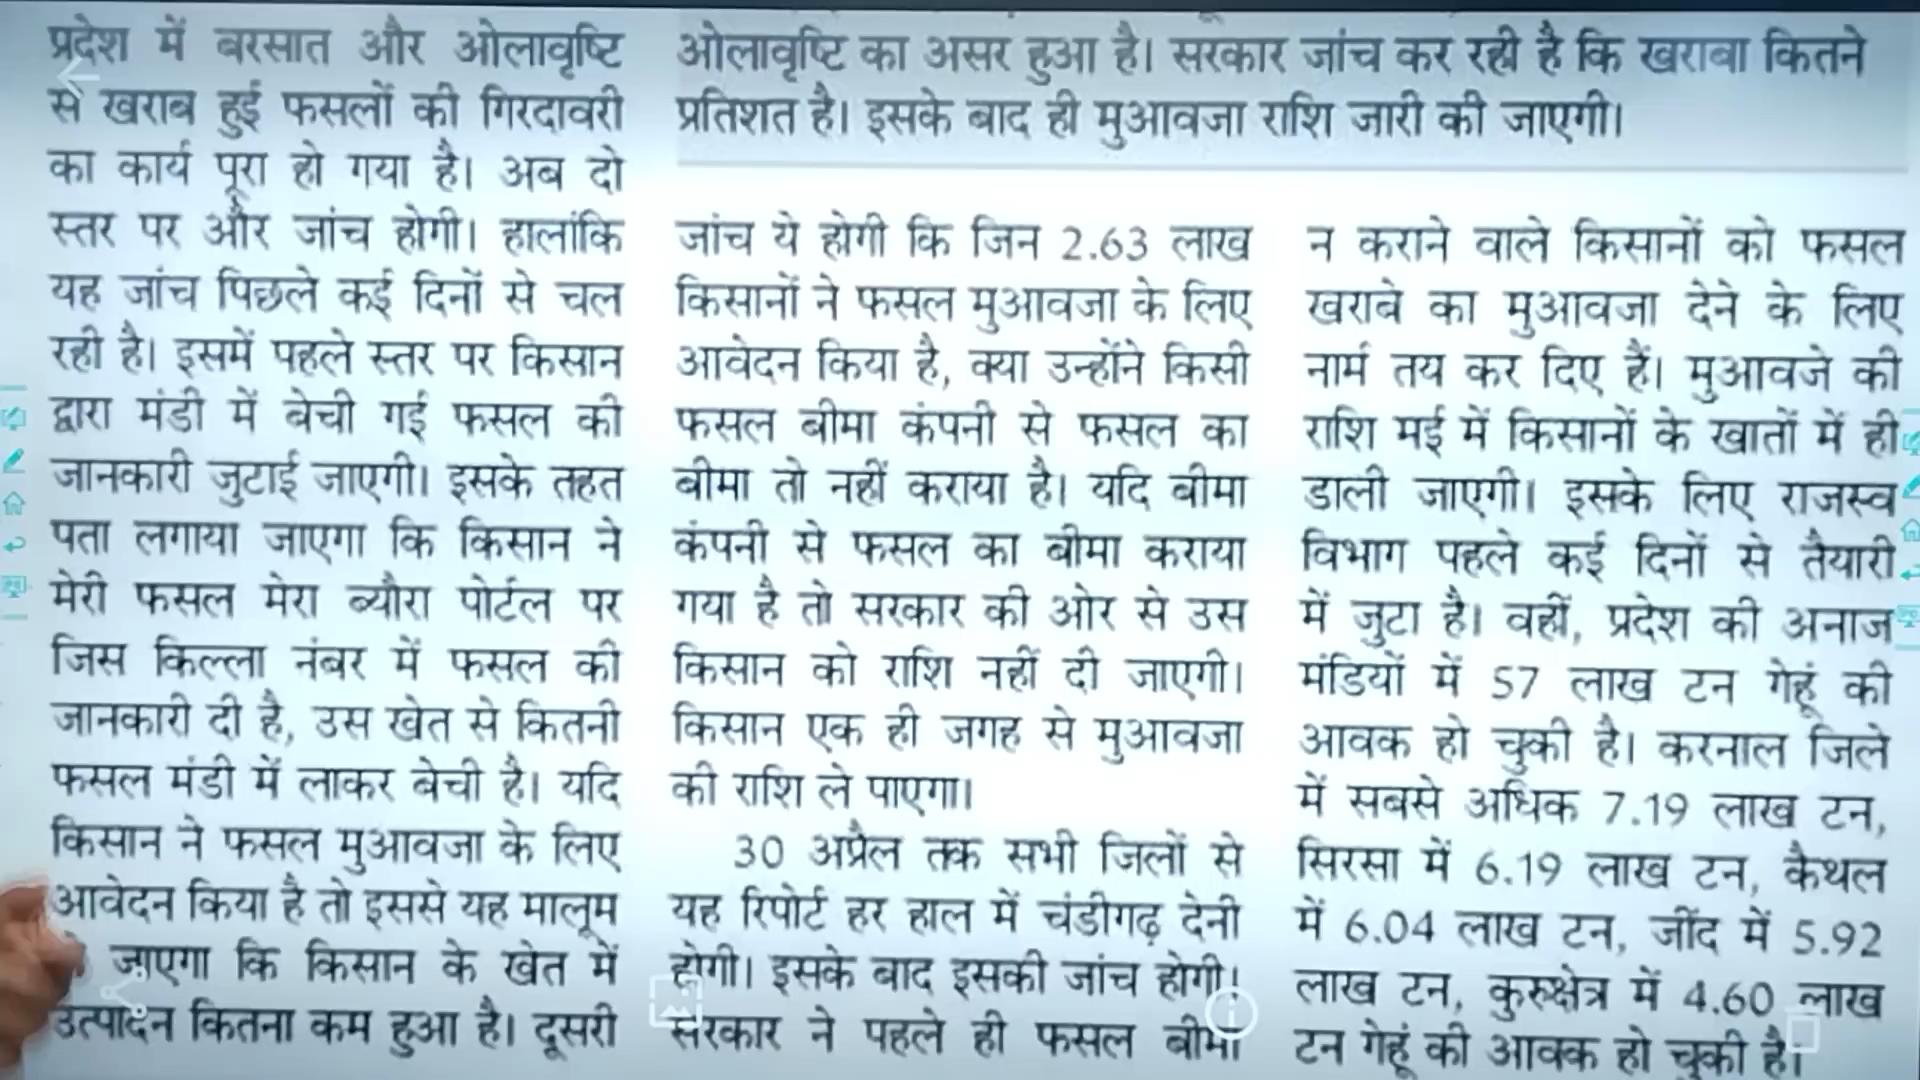 प्रदेश में बरसात और ओलावृष्टि
से खराब हुई फसलों की गिरदावरी
का कार्य पूरा हो गया है। अब दो
स्तर पर और जांच होगी। हालांकि
यह जांच पिछले कई दिनों से चल
रही है। इसमें पहले स्तर पर किसान
द्वारा मंडी में बेची गई फसल की
जानकारी जुटाई जाएगी। इसके तहत
पता लगाया जाएगा कि किसान ने
मेरी फसल मेरा ब्यौरा पोर्टल पर
जिस किल्ला नंबर में फसल की
जानकारी दी है, उस खेत से कितनी
फसल मंडी में लाकर बेची है। यदि
किसान ने फसल मुआवजा के लिए
आवेदन किया है तो इससे यह मालूम
जाएगा कि किसान के खेत में
उत्पादन कितना कम हुआ है। दूसरी
ओलावृष्टि का असर हुआ है। सरकार जांच कर रही है कि खराबा कितने
प्रतिशत है। इसके बाद ही मुआवजा राशि जारी की जाएगी।
जांच ये होगी कि जिन 2.63 लाख
किसानों ने फसल मुआवजा के लिए
आवेदन किया है, क्या उन्होंने किसी
फसल बीमा कंपनी से फसल का
बीमा तो नहीं कराया है। यदि बीमा
कंपनी से फसल का बीमा कराया
गया है तो सरकार की ओर से उस
किसान को राशि नहीं दी जाएगी।
किसान एक ही जगह से मुआवजा
की राशि ले पाएगा।
30 अप्रैल तक सभी जिलों से
यह रिपोर्ट हर हाल में चंडीगढ़ देनी
होगी। इसके बाद इसकी जांच होगी।
सरकार ने पहले ही फसल बीमा
न कराने वाले किसानों को फसल
खराबे का मुआवजा देने के लिए
नार्म तय कर दिए हैं। मुआवजे की
राशि मई में किसानों के खातों में ही
डाली जाएगी। इसके लिए राजस्व
विभाग पहले कई दिनों से तैयारी
में जुटा है। वहीं, प्रदेश की अनाज
मंडियों में 57 लाख टन गेहूं की
आवक हो चुकी है। करनाल जिले
में सबसे अधिक 7.19 लाख टन,
सिरसा में 6.19 लाख टन, कैथल
में 6.04 लाख टन, जींद में 5.92
लाख टन, कुरुक्षेत्र में 4.60 लाख
टन गेहूं की आवक हो चुकी है।